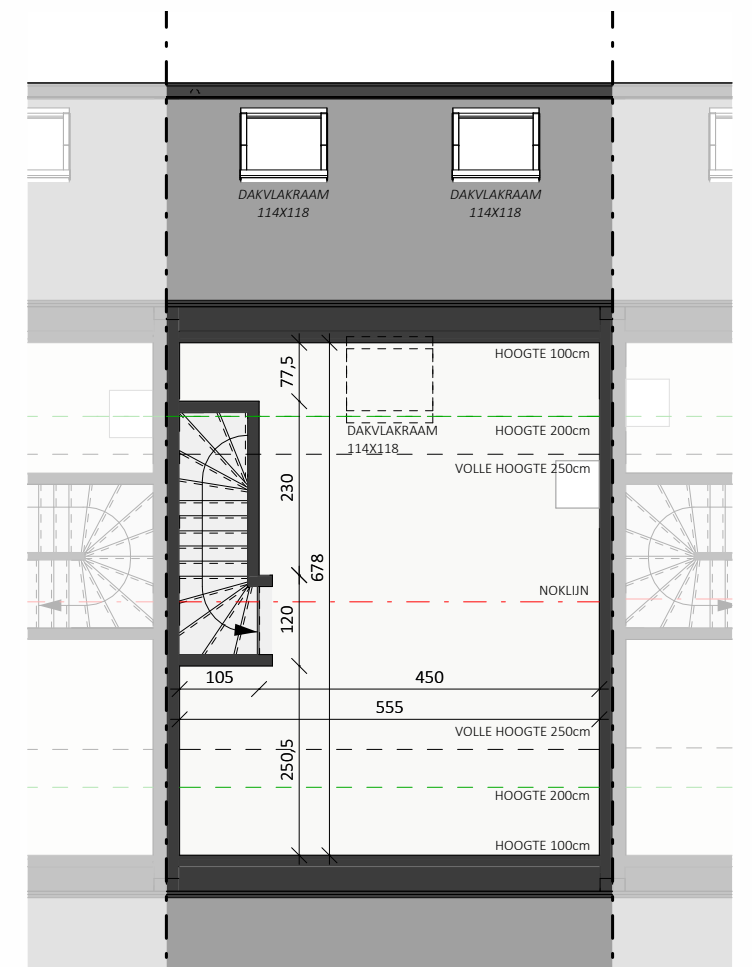 DAKVLAKRAAM
114X118
DAKVLAKRAAM
114X118
HOOGTE 100cm
77,5
DAKVLAKRAAM
114X118
HOOGTE 200cm
VOLLE HOOGTE 250cm
230
678
NOKLIJN
120
105
450
555
VOLLE HOOGTE 250cm
250,5
HOOGTE 200cm
HOOGTE 100cm